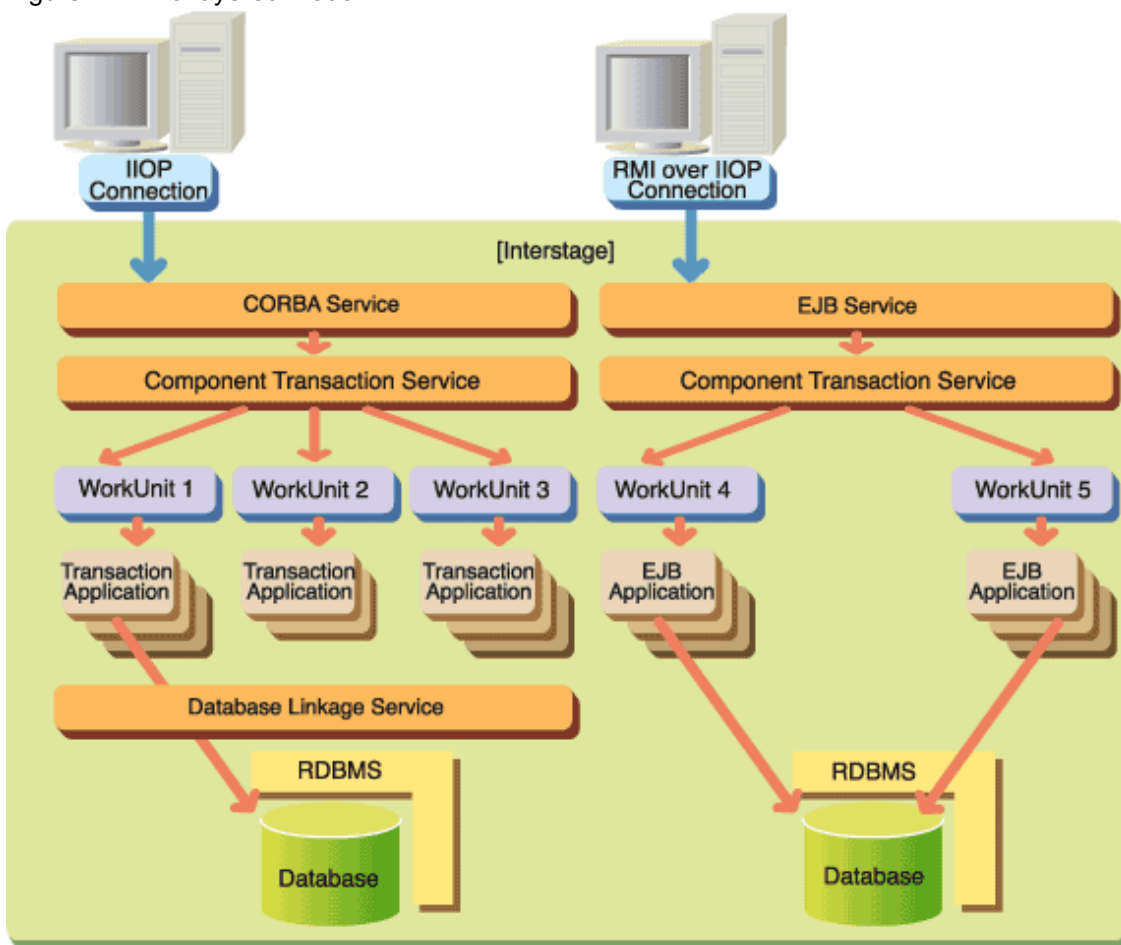 IIOP
Connection
RMI over IIOP
Connection
[Interstage]
CORBA Service
EJB Service
Component Transaction Service
Component Transaction Service
WorkUnit 1
WorkUnit 2
WorkUnit 3
WorkUnit 4
WorkUnit 5
Transaction
Application
Transaction
Application
Transaction
Application
EJB
Application
EJB
Application
Database Linkage Service
RDBMS
RDBMS
Database
Database